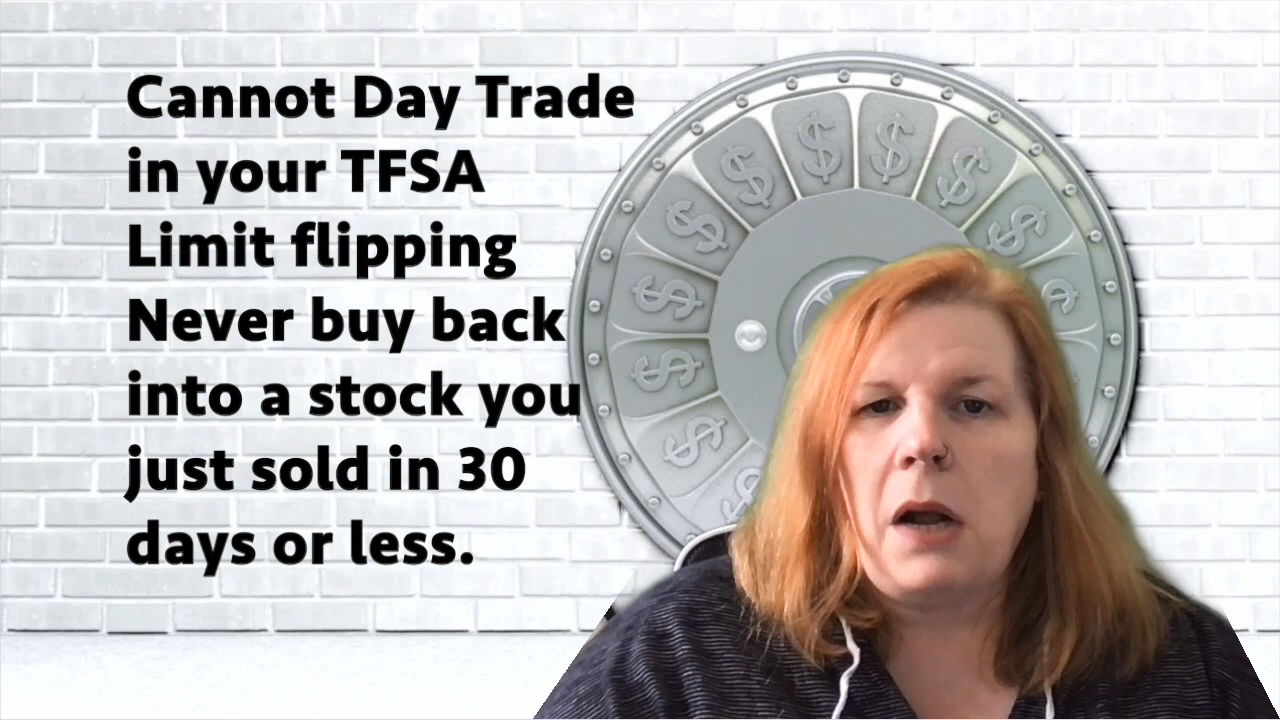 Cannot Day Trade
in your TFSA
Limit flipping
Never buy back
into a stock you
just sold in 30
days or less.